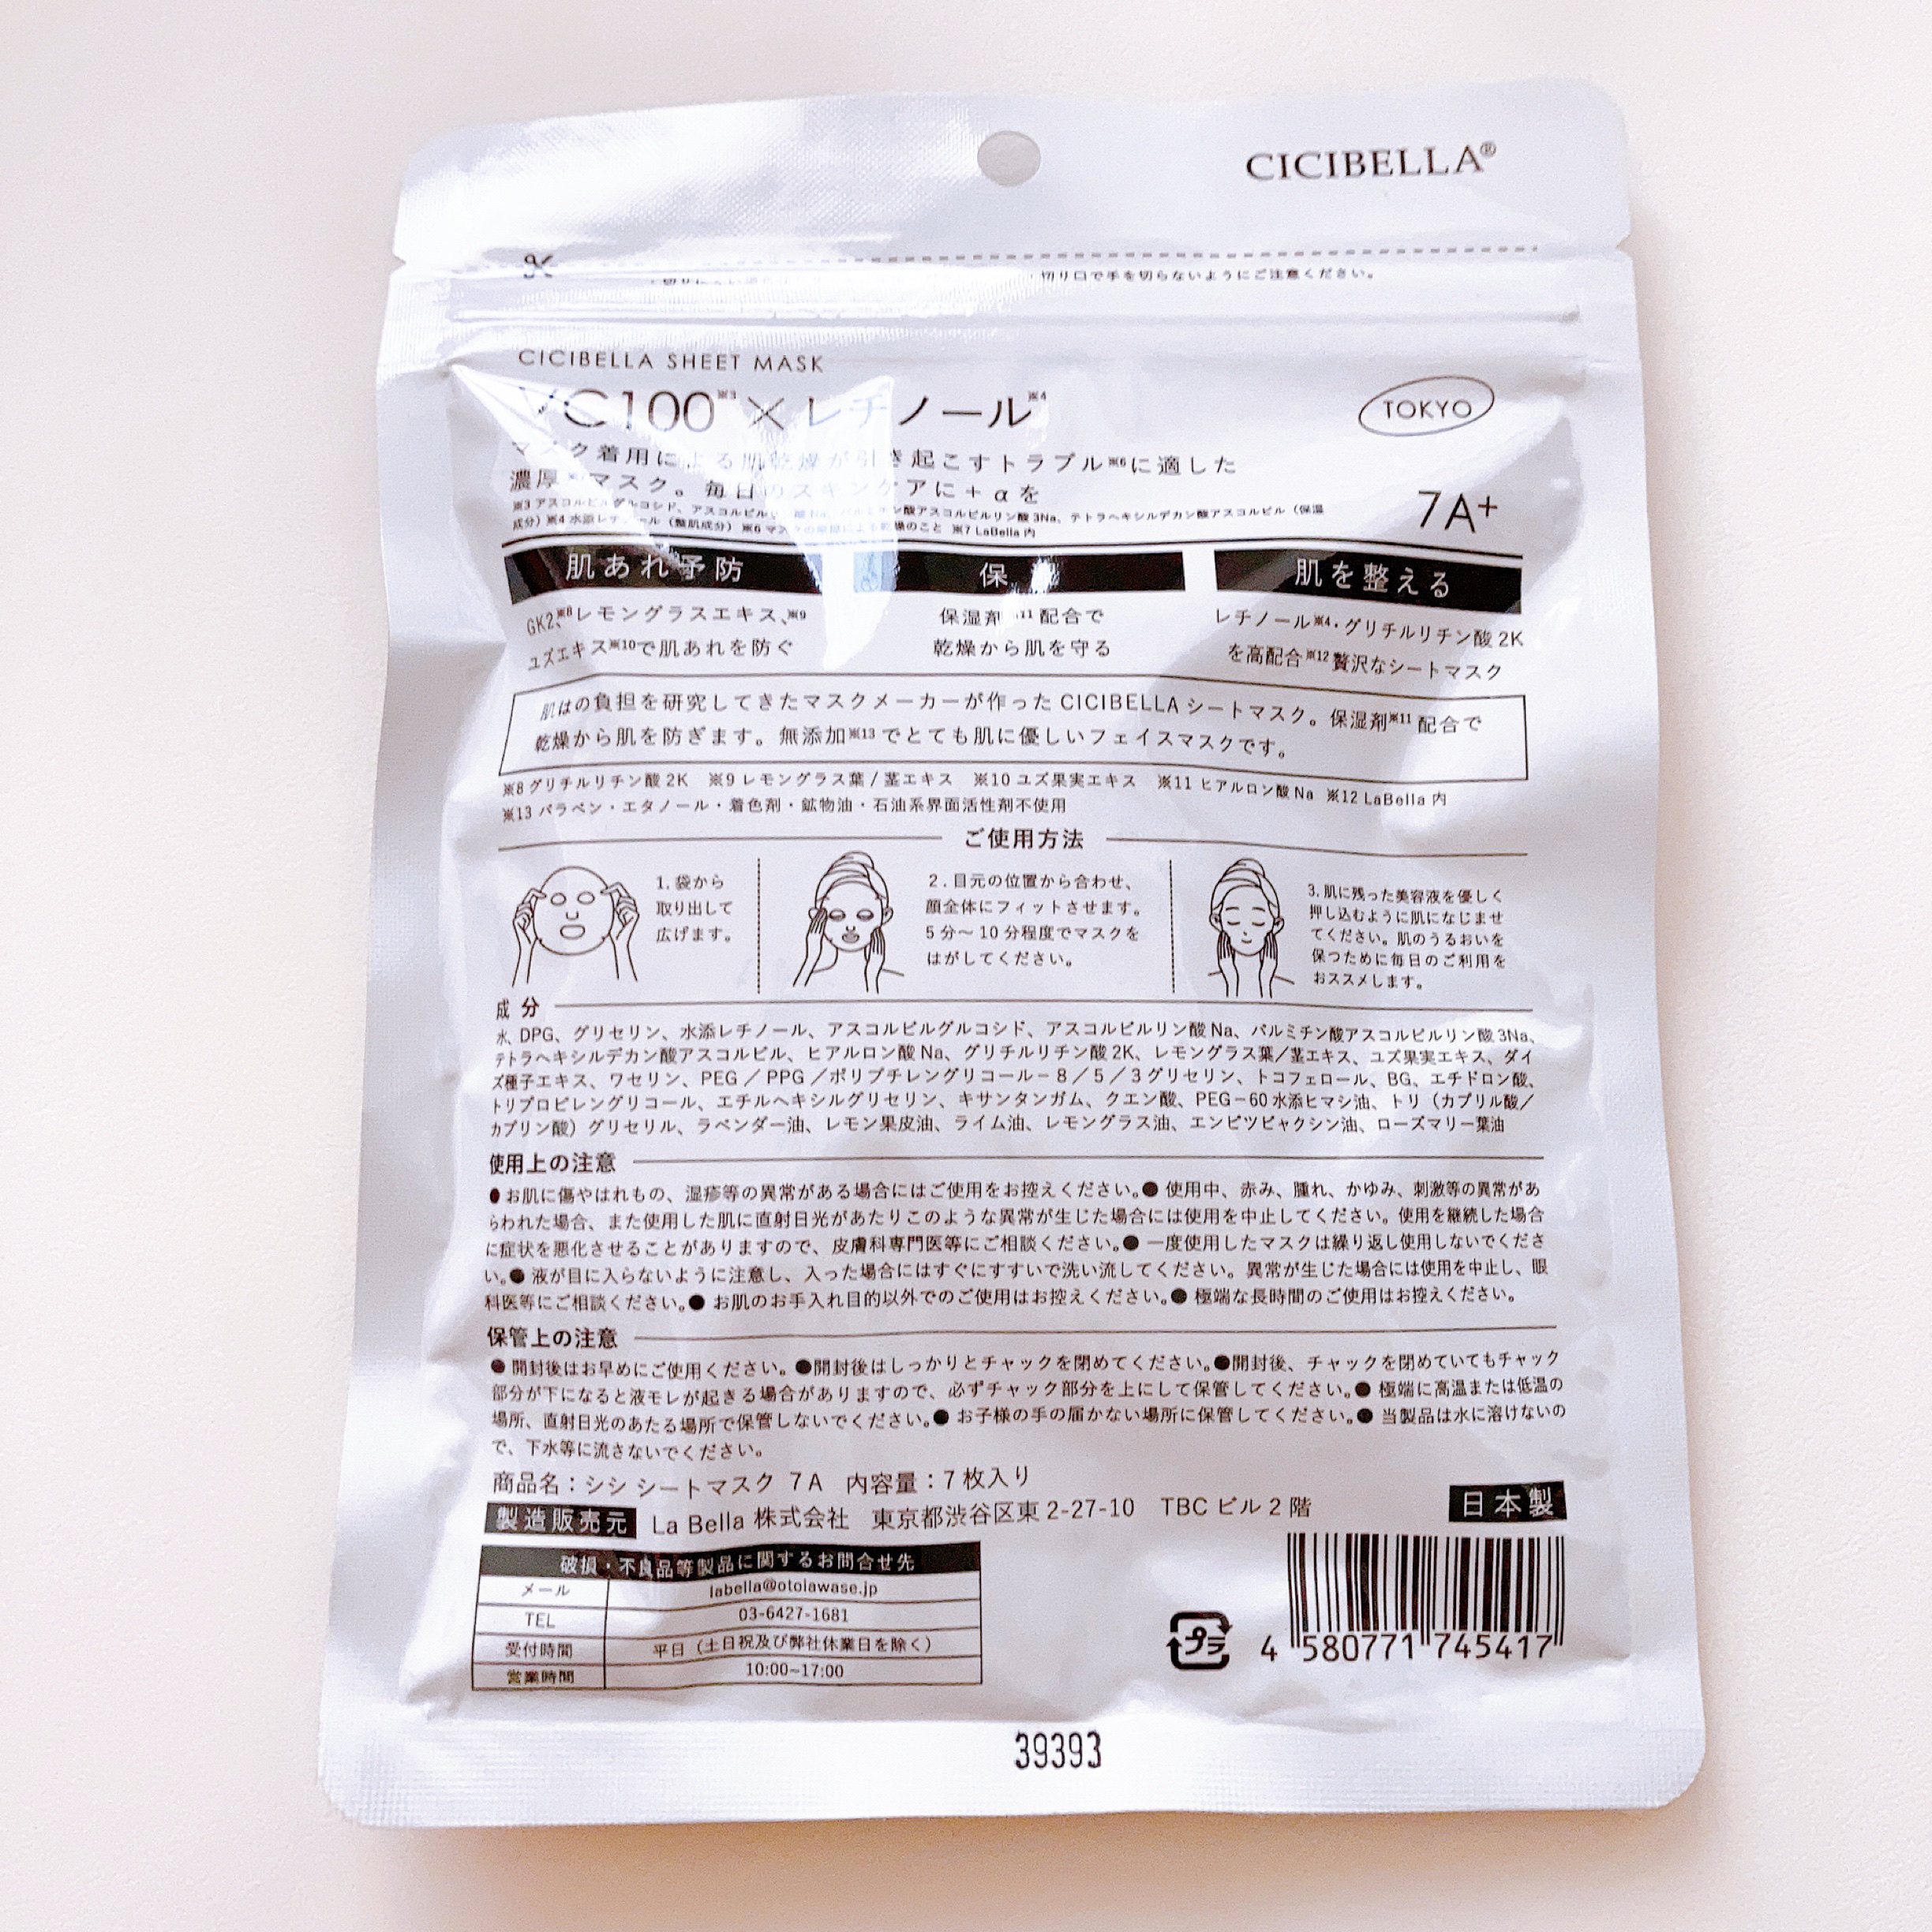 CICIBELLA®
切り口で手を切らないようにご注意ください。
CICIBELLA SHEET MASK
VC100※3×レチノール※4
TOKYO
マスク着用による肌乾燥が引き起こすトラブル※6に適した
濃厚マスク。毎日のスキンケアに+αを
7A+
※3 アスコルビルグルコシド、アスコルビルリン酸Na、パルミチン酸アスコルビルリン酸3Na、テトラヘキシルデカン酸アスコルビル（保湿
成分）※4 水添レチノール（整肌成分）※6 マスクの摩擦による乾燥のこと ※7 LaBella 内
肌あれ予防
保
肌を整える
GK2、※8レモングラスエキス、※9
ユズエキス※10で肌あれを防ぐ
保湿剤※11配合で
乾燥から肌を守る
レチノール※4・グリチルリチン酸2K
を高配合※12贅沢なシートマスク
肌はの負担を研究してきたマスクメーカーが作った CICIBELLA シートマスク。保湿剤※11配合で
乾燥から肌を防ぎます。無添加※13でとても肌に優しいフェイスマスクです。
※8 グリチルリチン酸2K ※9 レモングラス葉/茎エキス ※10 ユズ果実エキス ※11 ヒアルロン酸Na ※12 LaBella 内
※13 パラベン・エタノール・着色剤・鉱物油・石油系界面活性剤不使用
ご使用方法
1. 袋から
取り出して
広げます。
2. 目元の位置から合わせ、
顔全体にフィットさせます。
5分～10分程度でマスクを
はがしてください。
3. 肌に残った美容液を優しく
押し込むように肌になじませ
てください。肌のうるおいを
保つために毎日のご利用を
おススメします。
成分
水、DPG、グリセリン、水添レチノール、アスコルビルグルコシド、アスコルビルリン酸Na、パルミチン酸アスコルビルリン酸3Na、
テトラヘキシルデカン酸アスコルビル、ヒアルロン酸Na、グリチルリチン酸2K、レモングラス葉/茎エキス、ユズ果実エキス、ダイ
ズ種子エキス、ワセリン、PEG／PPG／ポリブチレングリコール－8／5／3グリセリン、トコフェロール、BG、エチドロン酸、
トリプロピレングリコール、エチルヘキシルグリセリン、キサンタンガム、クエン酸、PEG－60水添ヒマシ油、トリ（カプリル酸／
カプリン酸）グリセリル、ラベンダー油、レモン果皮油、ライム油、レモングラス油、エンピツビャクシン油、ローズマリー葉油
使用上の注意
●お肌に傷やはれもの、湿疹等の異常がある場合にはご使用をお控えください。●使用中、赤み、腫れ、かゆみ、刺激等の異常があ
らわれた場合、また使用した肌に直射日光があたりこのような異常が生じた場合には使用を中止してください。使用を継続した場合
に症状を悪化させることがありますので、皮膚科専門医等にご相談ください。●一度使用したマスクは繰り返し使用しないでくださ
い。●液が目に入らないように注意し、入った場合にはすぐにすすいで洗い流してください。異常が生じた場合には使用を中止し、眼
科医等にご相談ください。●お肌のお手入れ目的以外でのご使用はお控えください。●極端な長時間のご使用はお控えください。
保管上の注意
●開封後はお早めにご使用ください。●開封後はしっかりとチャックを閉めてください。●開封後、チャックを閉めていてもチャック
部分が下になると液モレが起きる場合がありますので、必ずチャック部分を上にして保管してください。●極端に高温または低温の
場所、直射日光のあたる場所で保管しないでください。●お子様の手の届かない場所に保管してください。●当製品は水に溶けないの
で、下水等に流さないでください。
商品名：シシ シートマスク 7A 内容量：7枚入り
製造販売元 La Bella 株式会社 東京都渋谷区東2-27-10 TBCビル2階
日本製
破損・不良品等製品に関するお問合せ先
メール labella@otoiawase.jp
TEL 03-6427-1681
受付時間 平日（土日祝及び弊社休業日を除く）
営業時間 10:00~17:00
プラ
4 580771 745417
39393